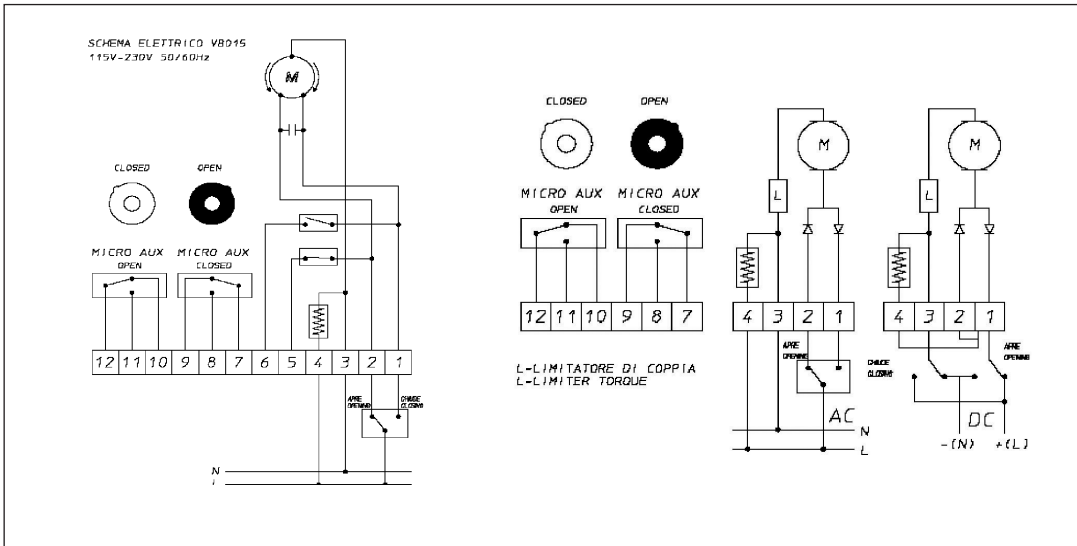 SCHEMA ELETTRICO VB015
115V-230V 50/60Hz
M
CLOSED
OPEN
MICRO AUX
OPEN
MICRO AUX
CLOSED
12 11 10 9 8 7 6 5 4 3 2 1
APRE
OPENING
CHIUDE
CLOSING
N
L
CLOSED
OPEN
MICRO AUX
OPEN
MICRO AUX
CLOSED
12 11 10 9 8 7
L-LIMITATORE DI COPPIA
L-LIMITER TORQUE
M
L
4 3 2 1
APRE
OPENING
CHIUDE
CLOSING
AC
N
L
M
L
4 3 2 1
APRE
OPENING
DC
-(N) +(L)